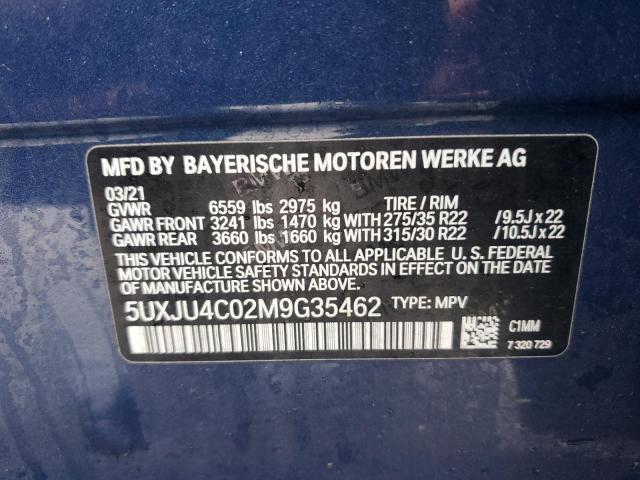 MFD BY BAYERISCHE MOTOREN WERKE AG
03/21
GVWR 6559 lbs 2975 kg TIRE / RIM
GAWR FRONT 3241 lbs 1470 kg WITH 275/35 R22 /9.5J x 22
GAWR REAR 3660 lbs 1660 kg WITH 315/30 R22 /10.5J x 22
THIS VEHICLE CONFORMS TO ALL APPLICABLE U. S. FEDERAL
MOTOR VEHICLE SAFETY STANDARDS
IN EFFECT ON THE DATE OF MANUFACTURE
SHOWN ABOVE.
5UXJU4C02M9G35462 TYPE: MPV
C1MM
7 320 729